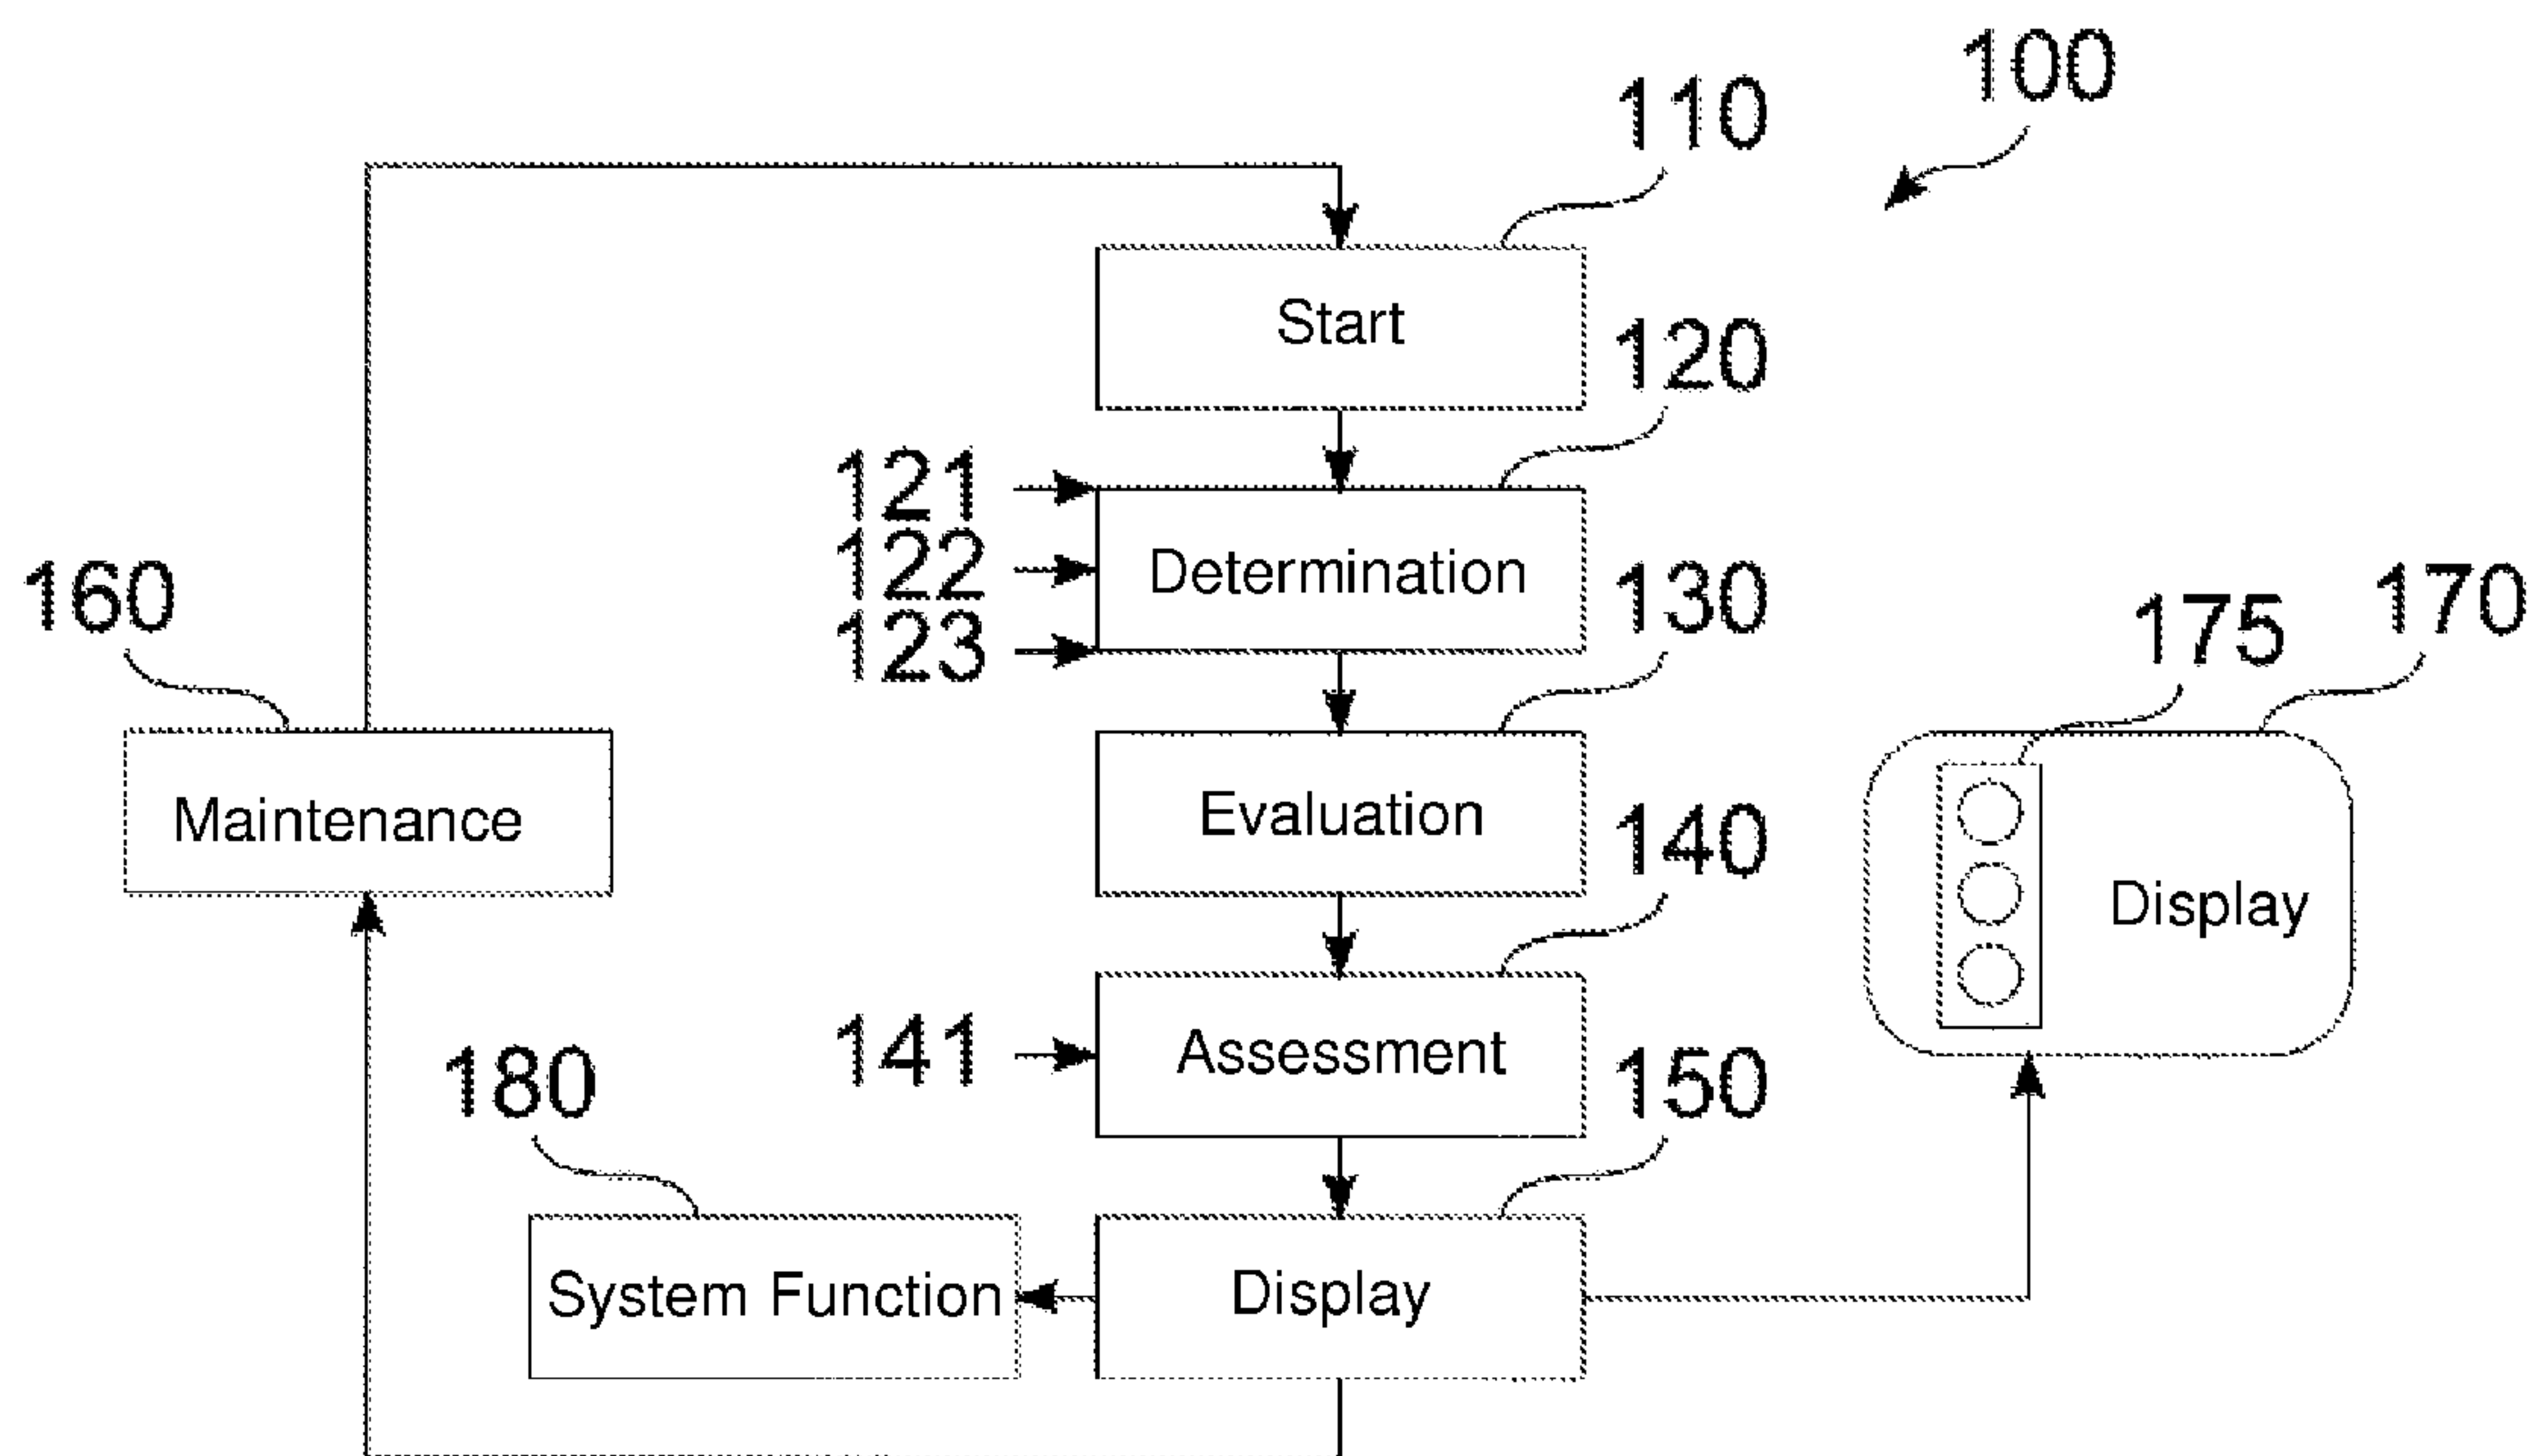 100
110
Start
120
121
122
123
Determination
130
160
175
170
Maintenance
Evaluation
140
Display
141
Assessment
180
150
System Function
Display